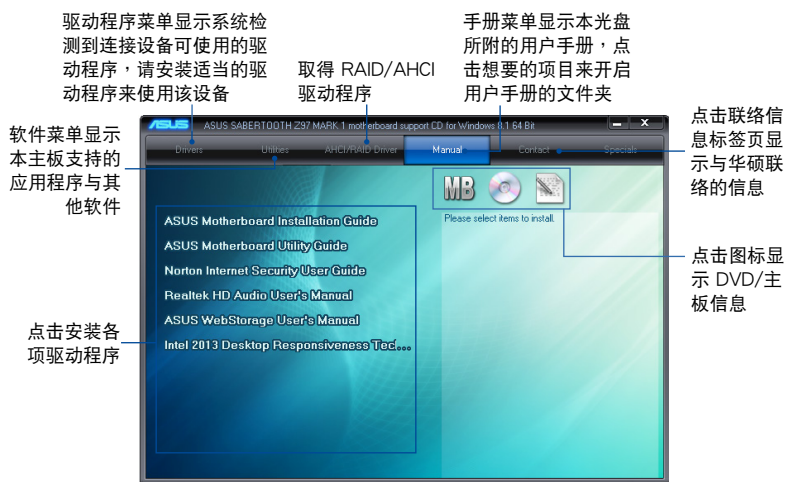 驱动程序菜单显示系统检
测到连接设备可使用的驱
动程序，请安装适当的驱
动程序来使用该设备
取得 RAID/AHCI
驱动程序
手册菜单显示本光盘
所附的用户手册，点
击想要的项目来开启
用户手册的文件夹
点击联络信
息标签页显
示与华硕联
络的信息
软件菜单显示
本主板支持的
应用程序与其
他软件
ASUS ASUS SABERTOOTH Z97 MARK 1 motherboard support CD for Windows 8.1 64 Bit
Drivers Utilities AHCI/RAID Driver Manual Contact Specials
MB
Please select items to install.
ASUS Motherboard Installation Guide
ASUS Motherboard Utility Guide
Norton Internet Security User Guide
Realtek HD Audio User's Manual
ASUS WebStorage User's Manual
Intel 2013 Desktop Responsiveness Tec...
点击图标显
示 DVD/主
板信息
点击安装各
项驱动程序